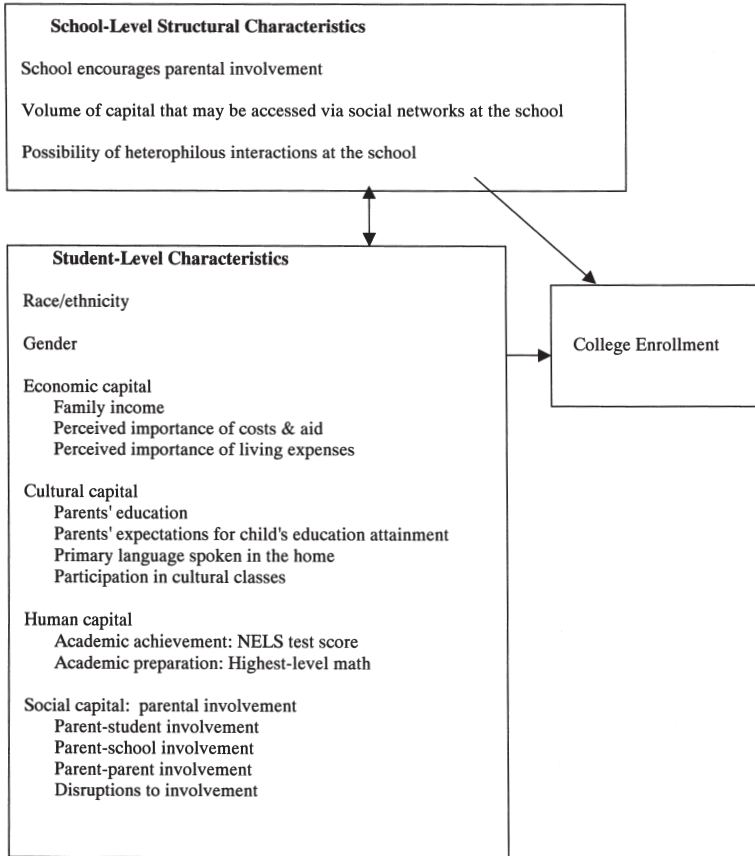 School-Level Structural Characteristics
School encourages parental involvement
Volume of capital that may be accessed via social networks at the school
Possibility of heterophilous interactions at the school
Student-Level Characteristics
Race/ethnicity
Gender
Economic capital
Family income
Perceived importance of costs & aid
Perceived importance of living expenses
Cultural capital
Parents' education
Parents' expectations for child's education attainment
Primary language spoken in the home
Participation in cultural classes
Human capital
Academic achievement: NELS test score
Academic preparation: Highest-level math
Social capital: parental involvement
Parent-student involvement
Parent-school involvement
Parent-parent involvement
Disruptions to involvement
College Enrollment